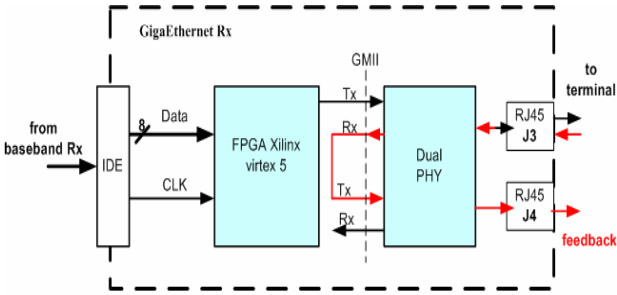 GigaEthernet Rx
GMII
to
terminal
from
baseband Rx
IDE
8
Data
CLK
FPGA Xilinx
virtex 5
Tx
Rx
Tx
Rx
Dual
PHY
RJ45
J3
RJ45
J4
feedback